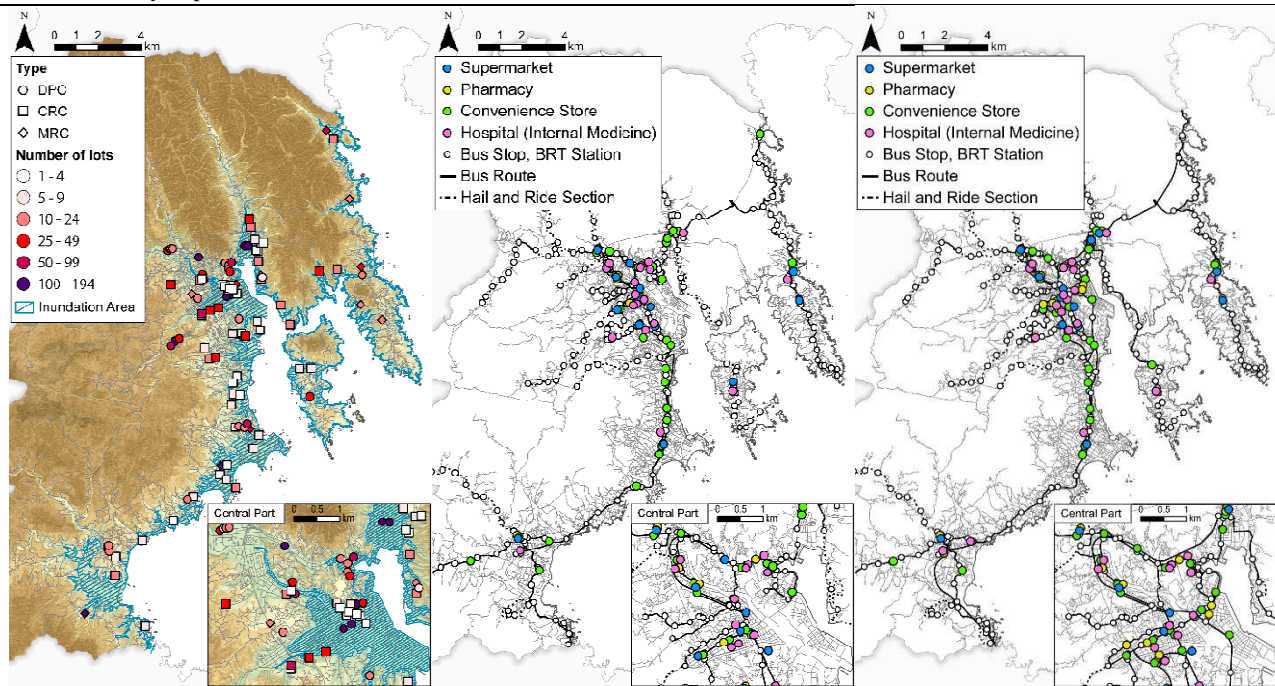 N
0 1 2 4
km
Type
DPC
CRC
MRC
Number of lots
1 - 4
5 - 9
10 - 24
25 - 49
50 - 99
100 194
Inundation Area
Central Part
0 0.5 1
km
N
0 1 2 4
km
Supermarket
Pharmacy
Convenience Store
Hospital (Internal Medicine)
Bus Stop, BRT Station
Bus Route
Hail and Ride Section
Central Part
0 0.5 1
km
N
0 1 2 4
km
Supermarket
Pharmacy
Convenience Store
Hospital (Internal Medicine)
Bus Stop, BRT Station
Bus Route
Hail and Ride Section
Central Part
0 0.5 1
km